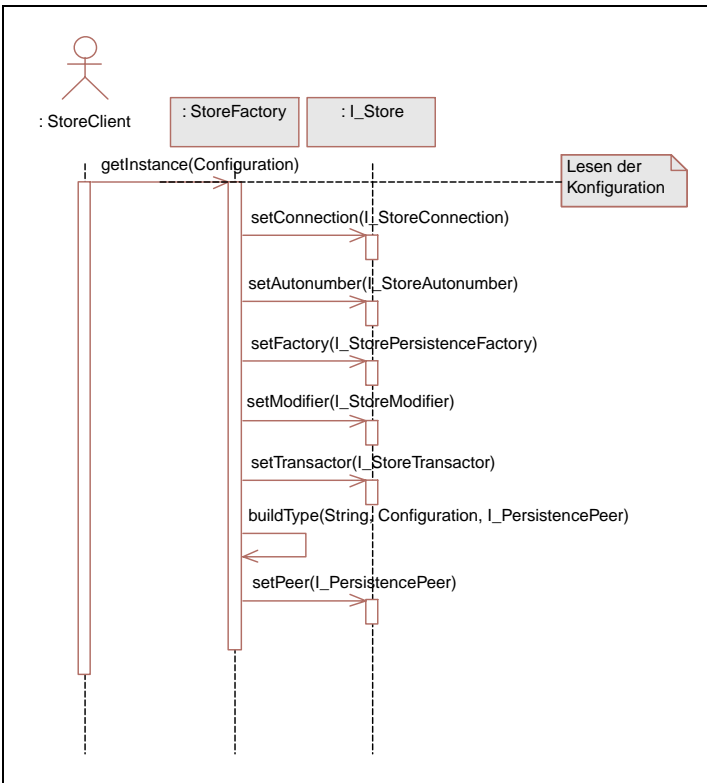 : StoreClient
: StoreFactory
: I_Store
getInstance(Configuration)
Lesen der
Konfiguration
setConnection(I_StoreConnection)
setAutonumber(I_StoreAutonumber)
setFactory(I_StorePersistenceFactory)
setModifier(I_StoreModifier)
setTransactor(I_StoreTransactor)
buildType(String, Configuration, I_PersistencePeer)
setPeer(I_PersistencePeer)